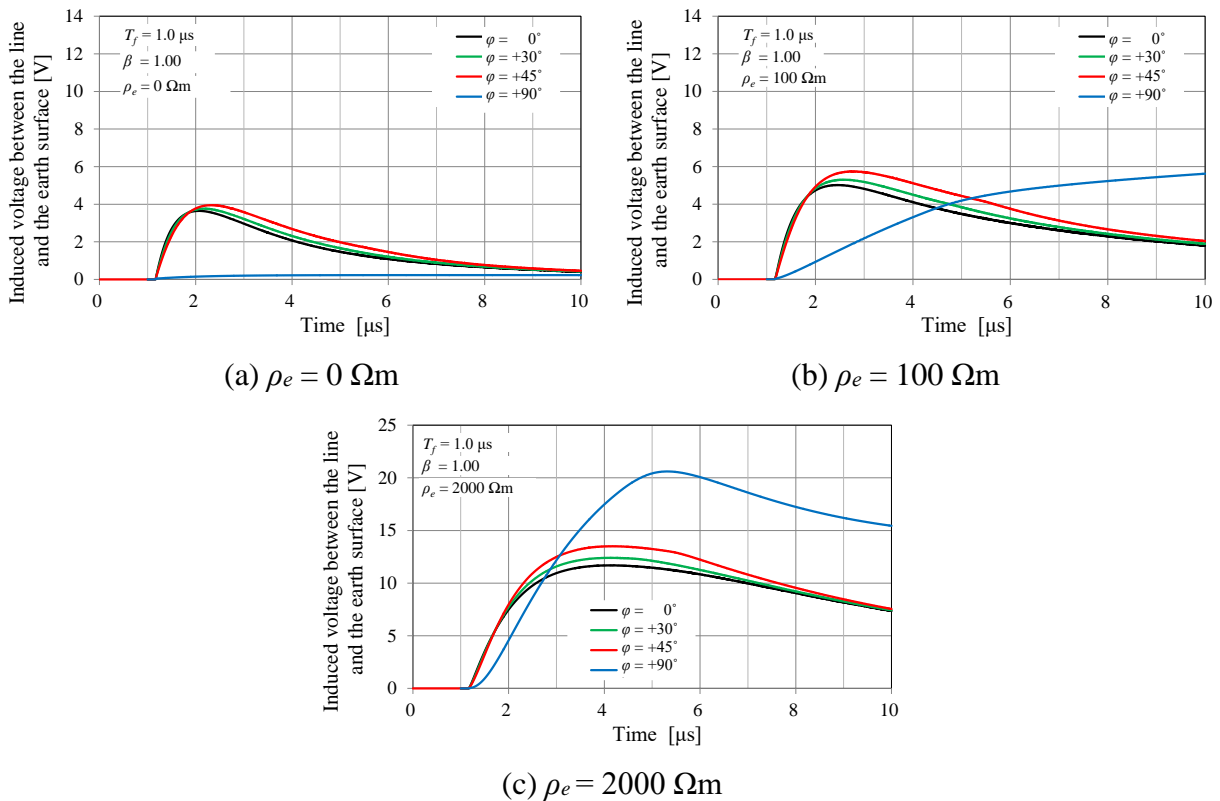 Induced voltage between the line
and the earth surface [V]
14
12
10
8
6
4
2
0
T_f = 1.0 μs
β = 1.00
ρ_e = 0 Ωm
φ = 0˚
φ = +30˚
φ = +45˚
φ = +90˚
0 2 4 6 8 10
Time [μs]
(a) ρ_e = 0 Ωm
Induced voltage between the line
and the earth surface [V]
14
12
10
8
6
4
2
0
T_f = 1.0 μs
β = 1.00
ρ_e = 100 Ωm
φ = 0˚
φ = +30˚
φ = +45˚
φ = +90˚
0 2 4 6 8 10
Time [μs]
(b) ρ_e = 100 Ωm
Induced voltage between the line
and the earth surface [V]
25
20
15
10
5
0
T_f = 1.0 μs
β = 1.00
ρ_e = 2000 Ωm
φ = 0˚
φ = +30˚
φ = +45˚
φ = +90˚
0 2 4 6 8 10
Time [μs]
(c) ρ_e = 2000 Ωm